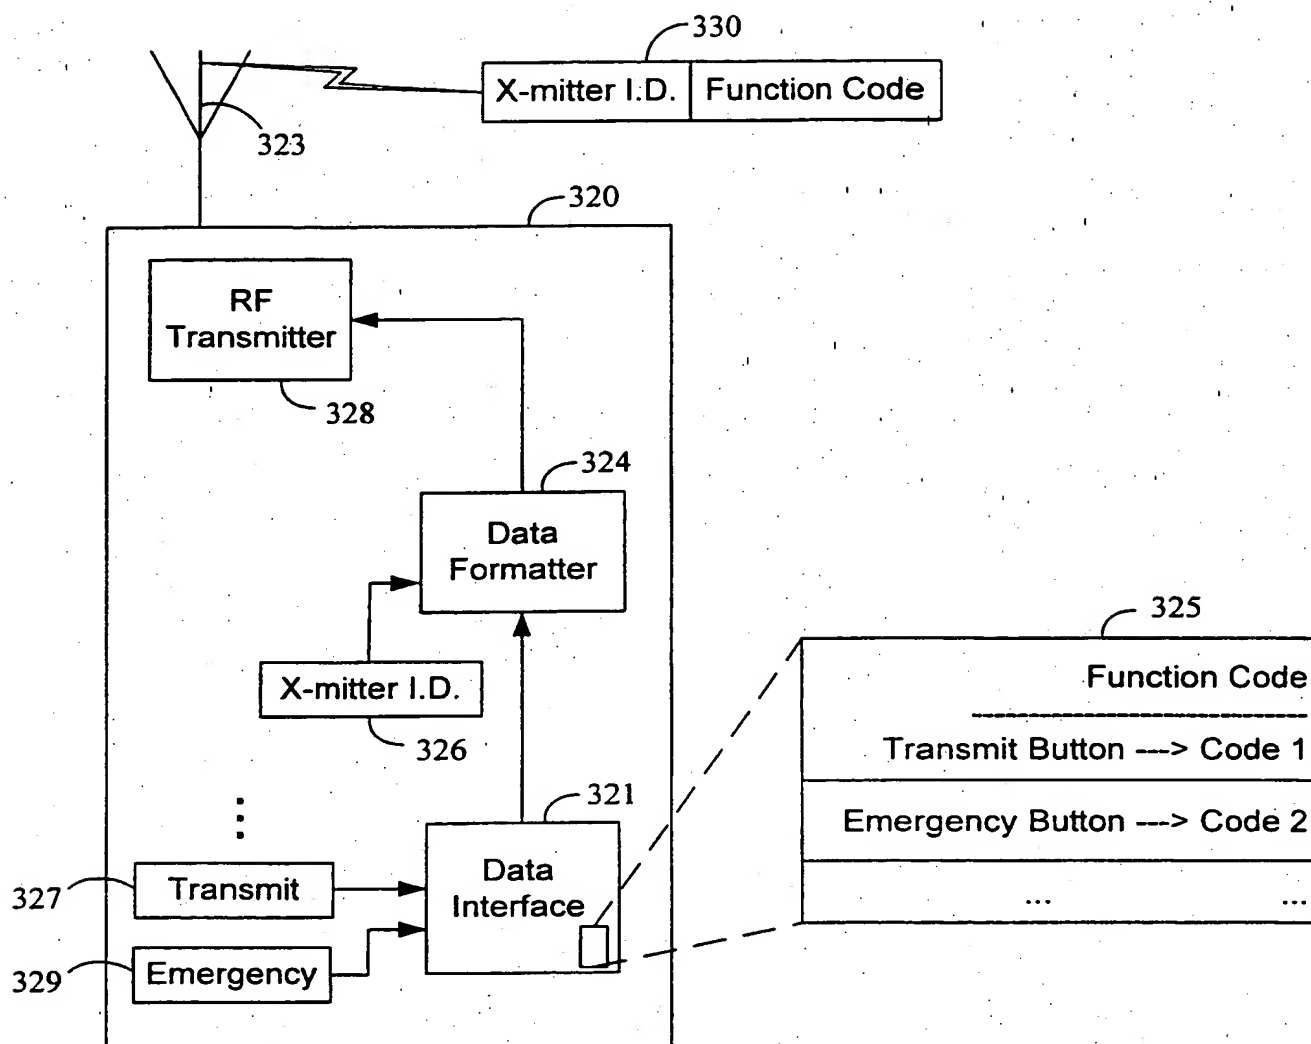 330
X-mitter I.D. Function Code
323
320
RF
Transmitter
328
324
Data
Formatter
X-mitter I.D.
326
325
Function Code
Transmit Button ---> Code 1
Emergency Button ---> Code 2
... ...
321
Data
Interface
327 Transmit
329 Emergency